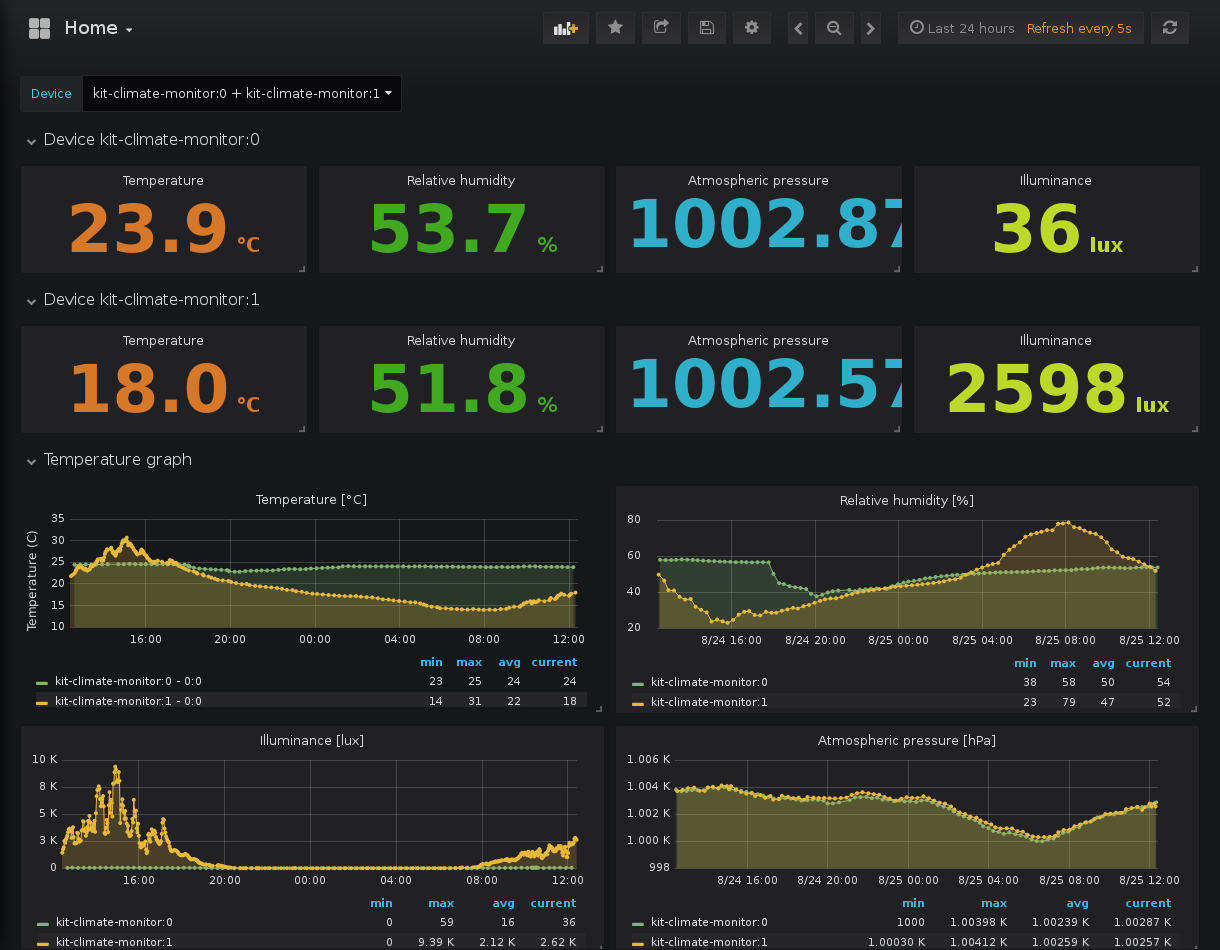 Home
Last 24 hours Refresh every 5s
Device kit-climate-monitor:0 + kit-climate-monitor:1
Device kit-climate-monitor:0
Temperature Relative humidity Atmospheric pressure Illuminance
23.9 °C 53.7 % 1002.87 36 lux
Device kit-climate-monitor:1
Temperature Relative humidity Atmospheric pressure Illuminance
18.0 °C 51.8 % 1002.57 2598 lux
Temperature graph
Temperature [°C]
Temperature (C)
35
30
25
20
15
10
16:00 20:00 00:00 04:00 08:00 12:00
min max avg current
kit-climate-monitor:0 - 0:0 23 25 24 24
kit-climate-monitor:1 - 0:0 14 31 22 18
Relative humidity [%]
80
60
40
20
8/24 16:00 8/24 20:00 8/25 00:00 8/25 04:00 8/25 08:00 8/25 12:00
min max avg current
kit-climate-monitor:0 38 58 50 54
kit-climate-monitor:1 23 79 47 52
Illuminance [lux]
10 K
8 K
5 K
3 K
0
16:00 20:00 00:00 04:00 08:00 12:00
min max avg current
kit-climate-monitor:0 0 59 16 36
kit-climate-monitor:1 0 9.39 K 2.12 K 2.62 K
Atmospheric pressure [hPa]
1.006 K
1.004 K
1.002 K
1.000 K
998
8/24 16:00 8/24 20:00 8/25 00:00 8/25 04:00 8/25 08:00 8/25 12:00
min max avg current
kit-climate-monitor:0 1000 1.00398 K 1.00239 K 1.00287 K
kit-climate-monitor:1 1.00030 K 1.00412 K 1.00259 K 1.00257 K